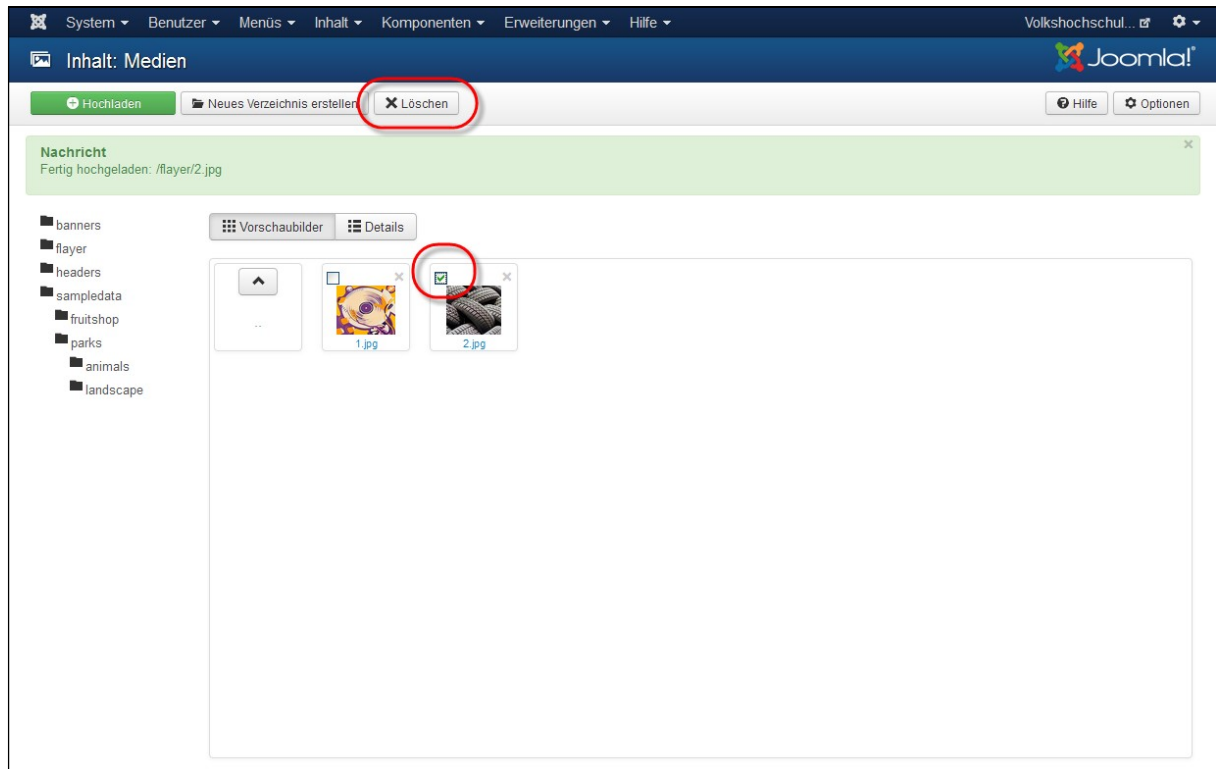 System Benutzer Menüs Inhalt Komponenten Erweiterungen Hilfe Volkshochschul...
Inhalt: Medien Joomla!
Hochladen Neues Verzeichnis erstellen Löschen Hilfe Optionen
Nachricht
Fertig hochgeladen: /flayer/2.jpg
banners
flayer
headers
sampledata
fruitshop
parks
animals
landscape
Vorschaubilder Details
..
1.jpg 2.jpg